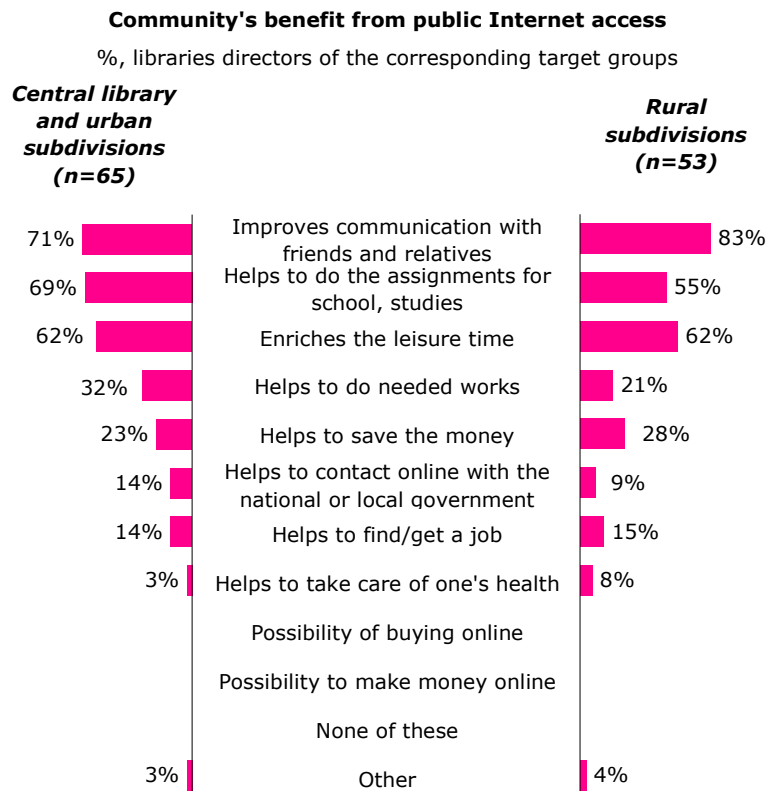 Community's benefit from public Internet access
%, libraries directors of the corresponding target groups
Central library
and urban
subdivisions
(n=65)
Rural
subdivisions
(n=53)
71%
Improves communication with
friends and relatives
83%
69%
Helps to do the assignments for
school, studies
55%
62%
Enriches the leisure time
62%
32%
Helps to do needed works
21%
23%
Helps to save the money
28%
14%
Helps to contact online with the
national or local government
9%
14%
Helps to find/get a job
15%
3%
Helps to take care of one's health
8%
Possibility of buying online
Possibility to make money online
None of these
3%
Other
4%